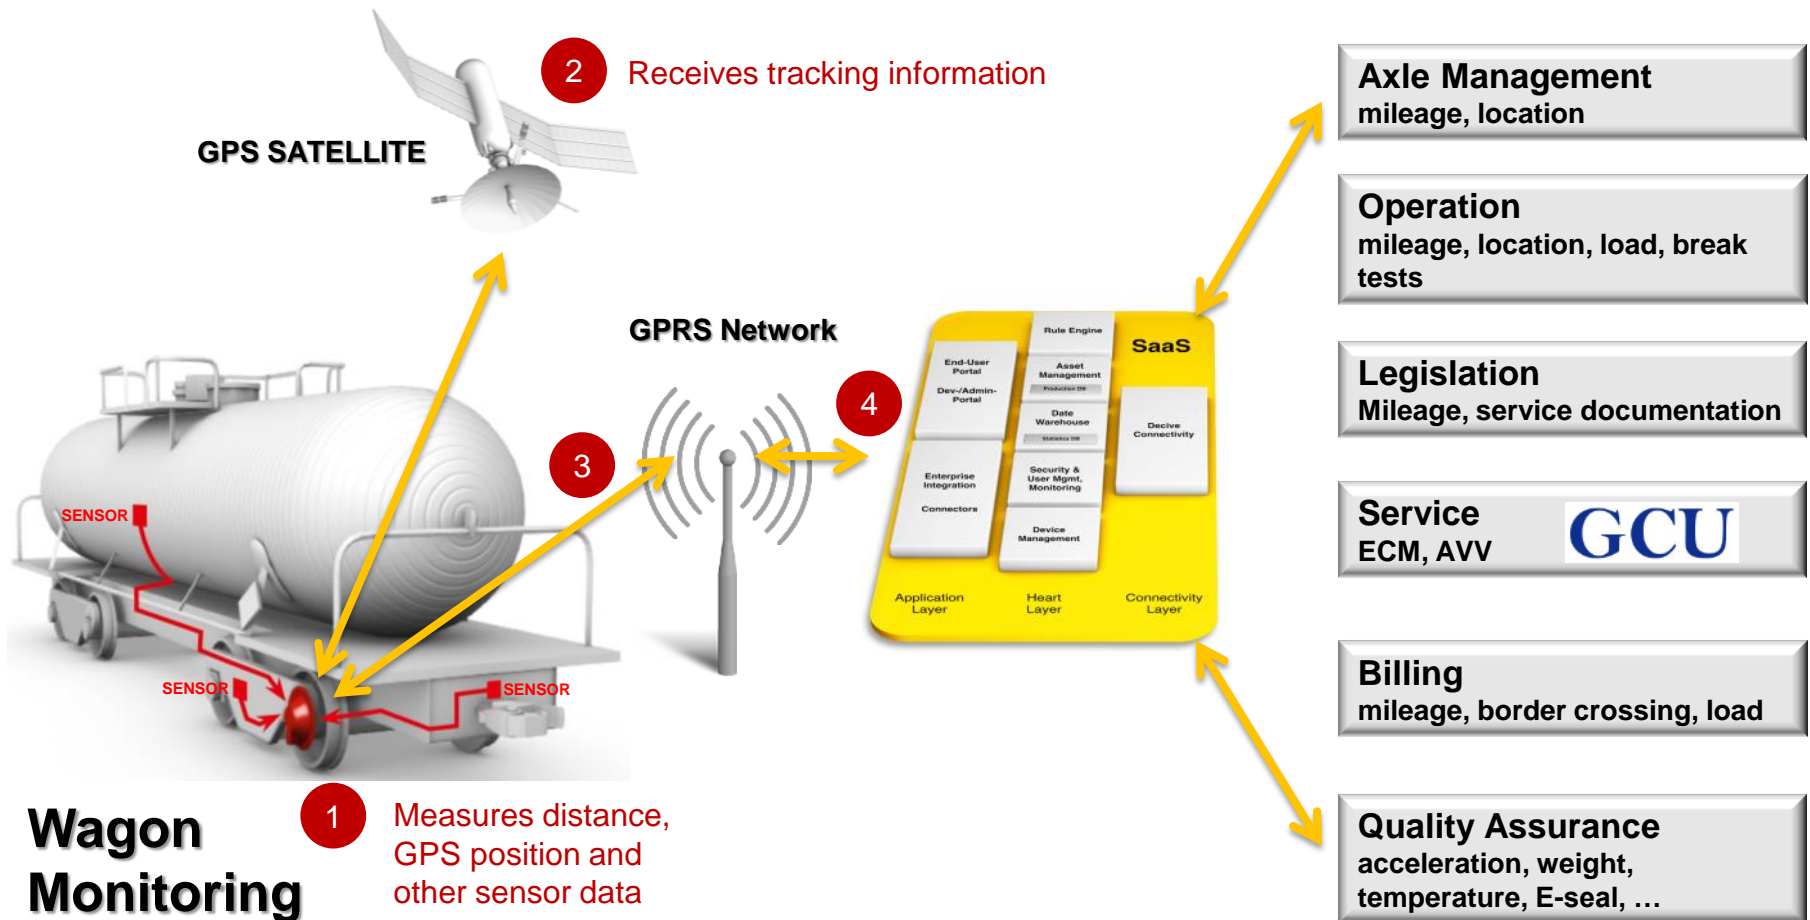 2
Receives tracking information
GPS SATELLITE
GPRS Network
3
4
SENSOR
SENSOR
SENSOR
Rule Engine
SaaS
End-User
Portal
Dev-/Admin-
Portal
Asset
Management
Production DB
Date
Warehouse
Statistics DB
Decive
Connectivity
Enterprise
Integration
Connectors
Security &
User Mgmt,
Monitoring
Device
Management
Application
Layer
Heart
Layer
Connectivity
Layer
Wagon
Monitoring
1
Measures distance,
GPS position and
other sensor data
Axle Management
mileage, location
Operation
mileage, location, load, break
tests
Legislation
Mileage, service documentation
Service
ECM, AVV
GCU
Billing
mileage, border crossing, load
Quality Assurance
acceleration, weight,
temperature, E-seal, ...